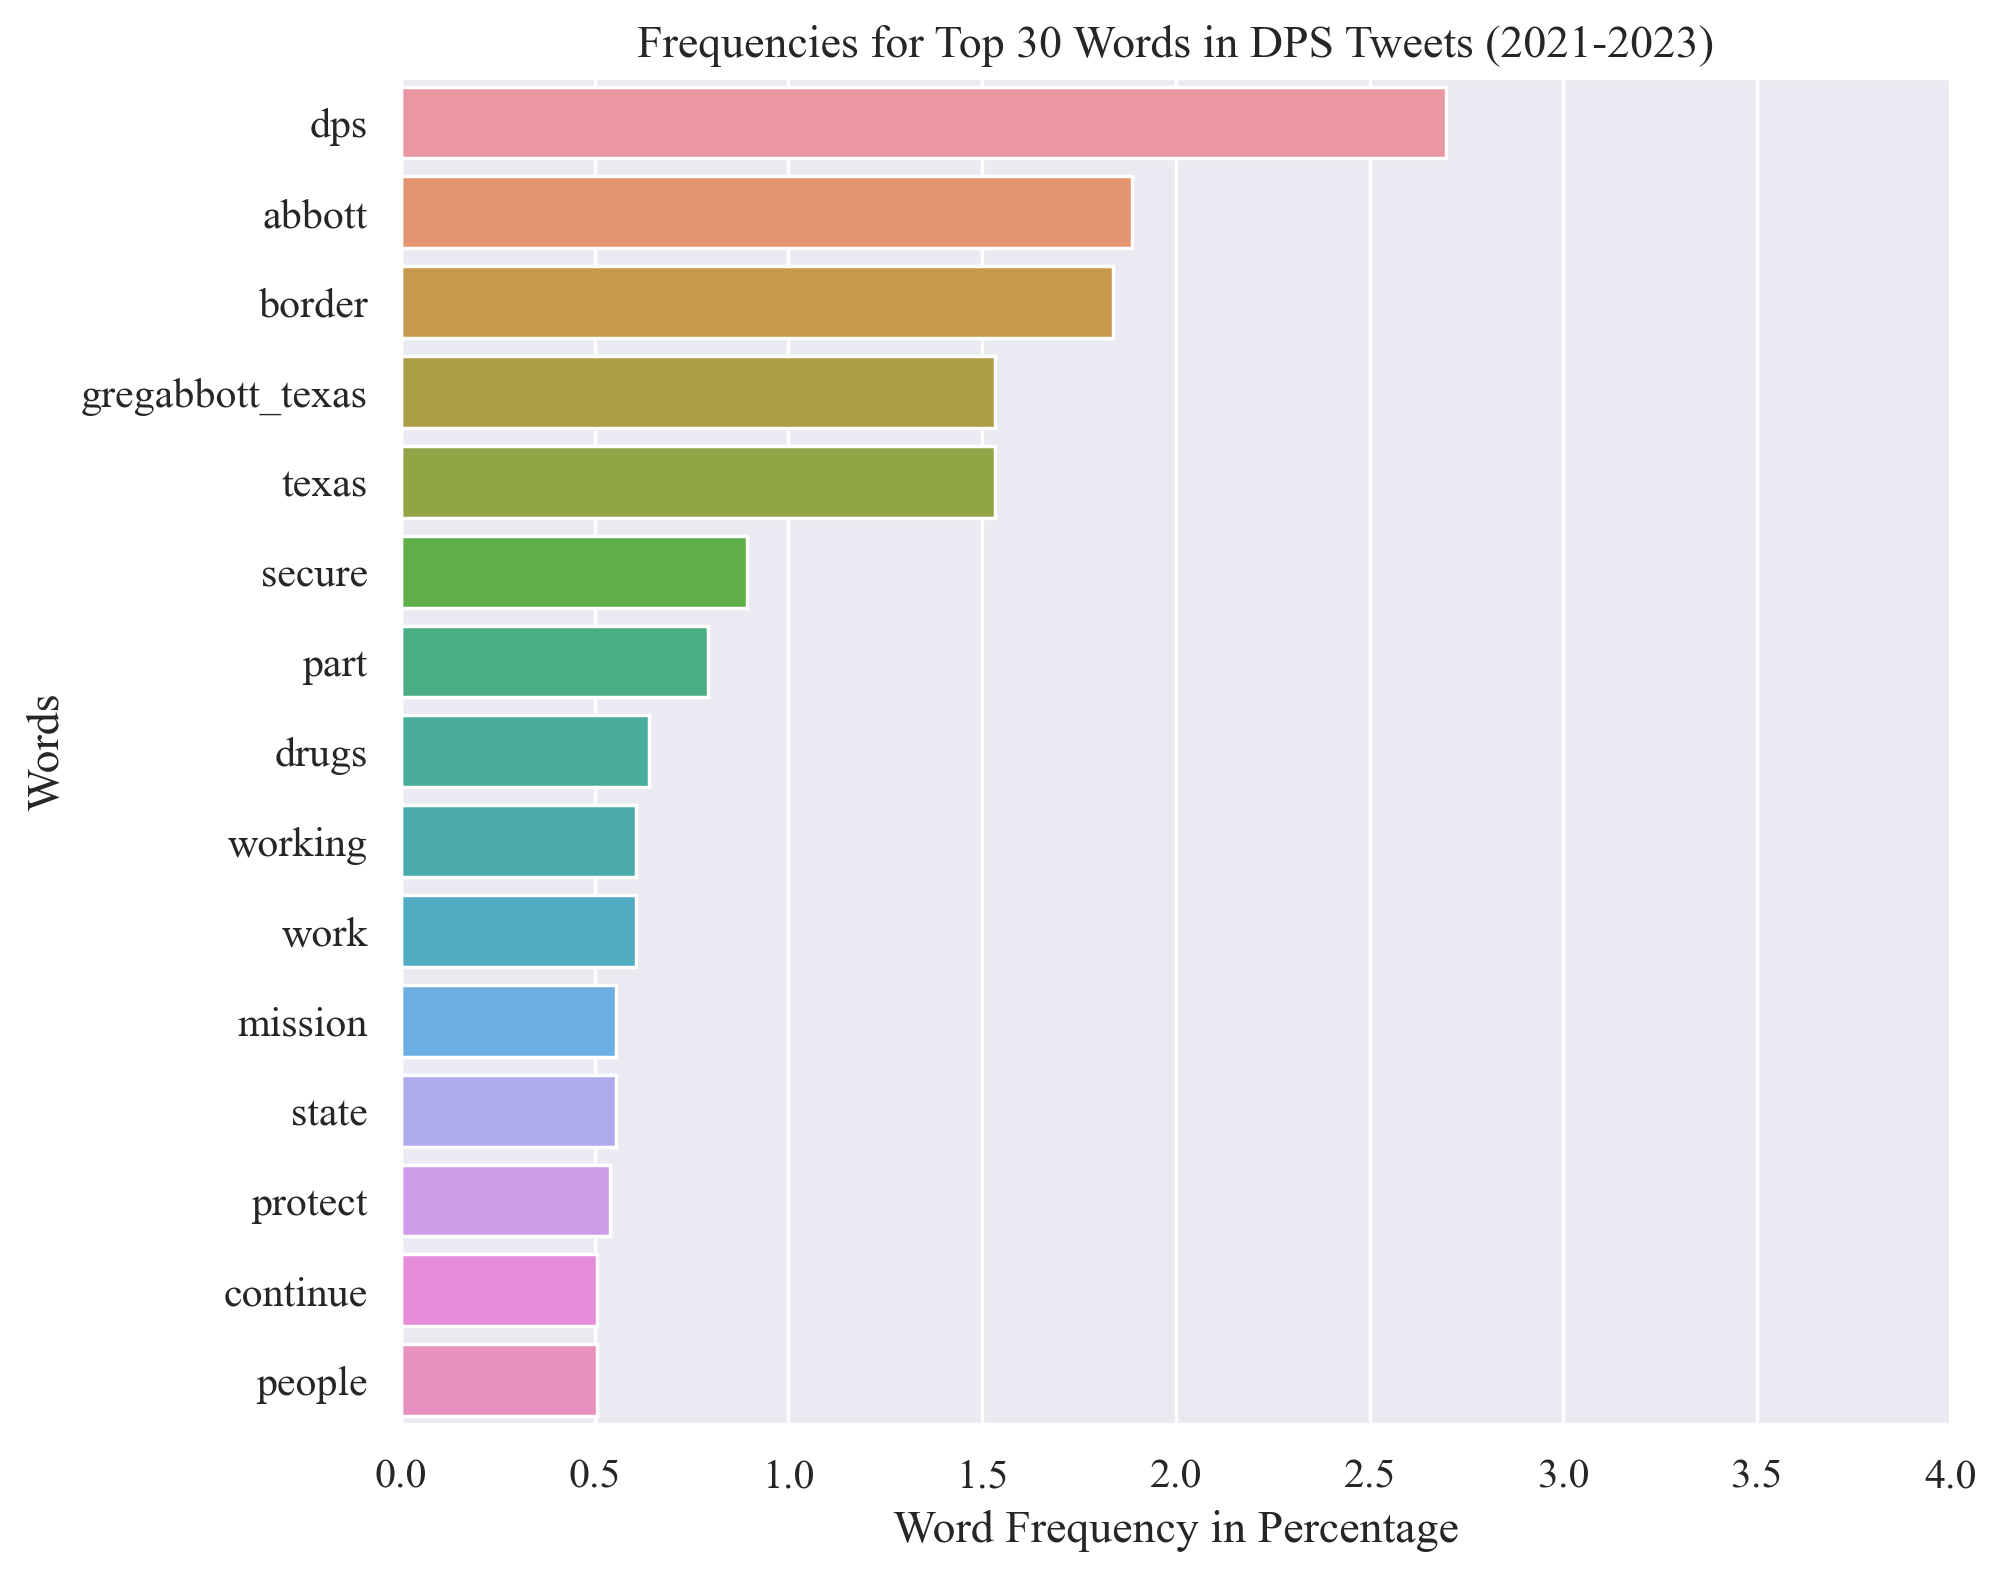 Frequencies for Top 30 Words in DPS Tweets (2021-2023)
dps
abbott
border
gregabbott_texas
texas
secure
part
drugs
working
work
mission
state
protect
continue
people
Words
0.0 0.5 1.0 1.5 2.0 2.5 3.0 3.5 4.0
Word Frequency in Percentage